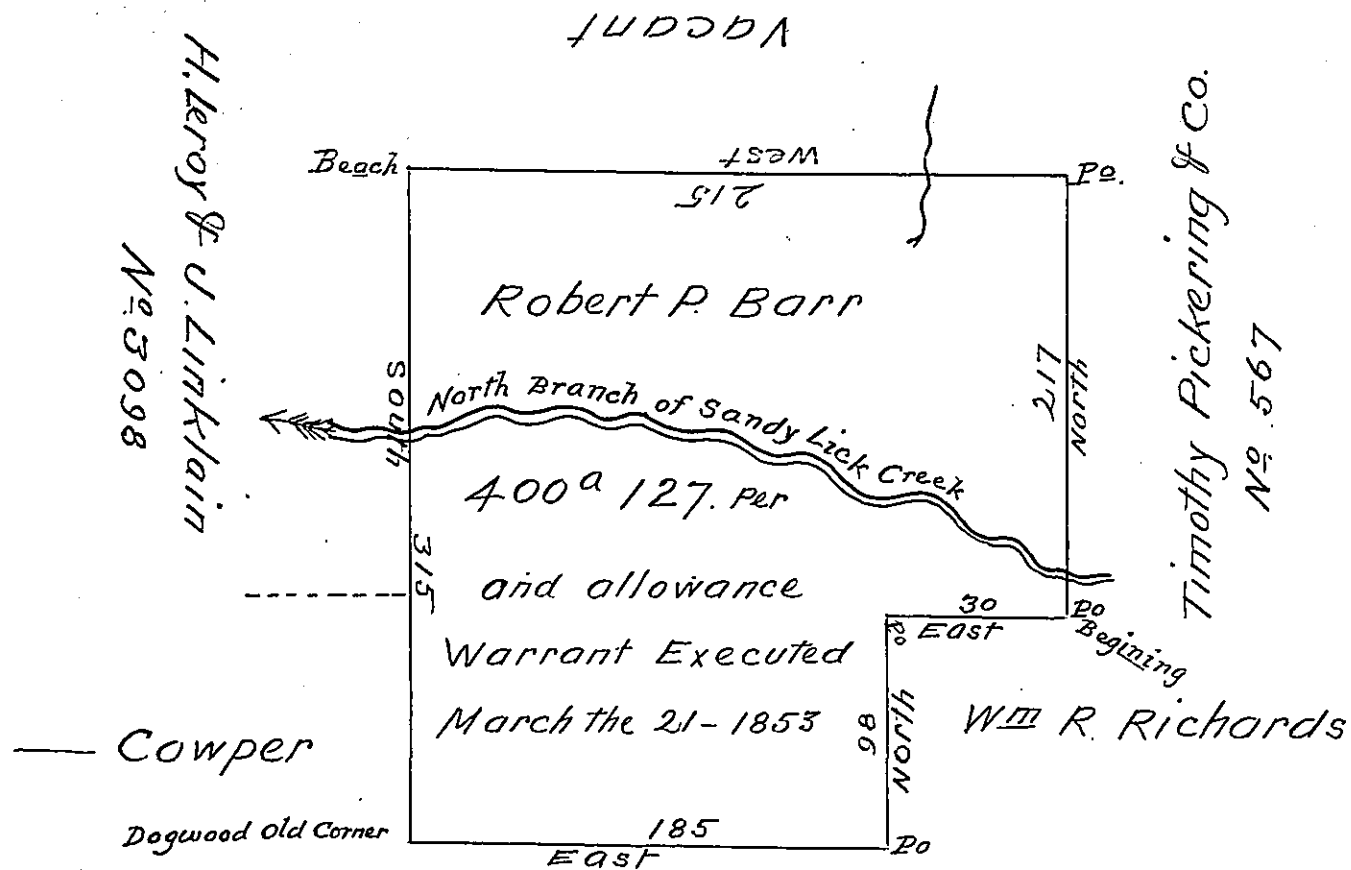 Vacant
H. Leroy & J. Linklain
No. 3098
Timothy Pickering & Co.
No. 567
Beach
West
215
Po.
Robert P. Barr
217
North
South
315
North Branch of Sandy Lick Creek
400a 127. Per
and allowance
Warrant Executed
March the 21-1853
30
East
Po
Begining
Po
98
North
Wm R. Richards
Cowper
Dogwood Old Corner
185
East
Po